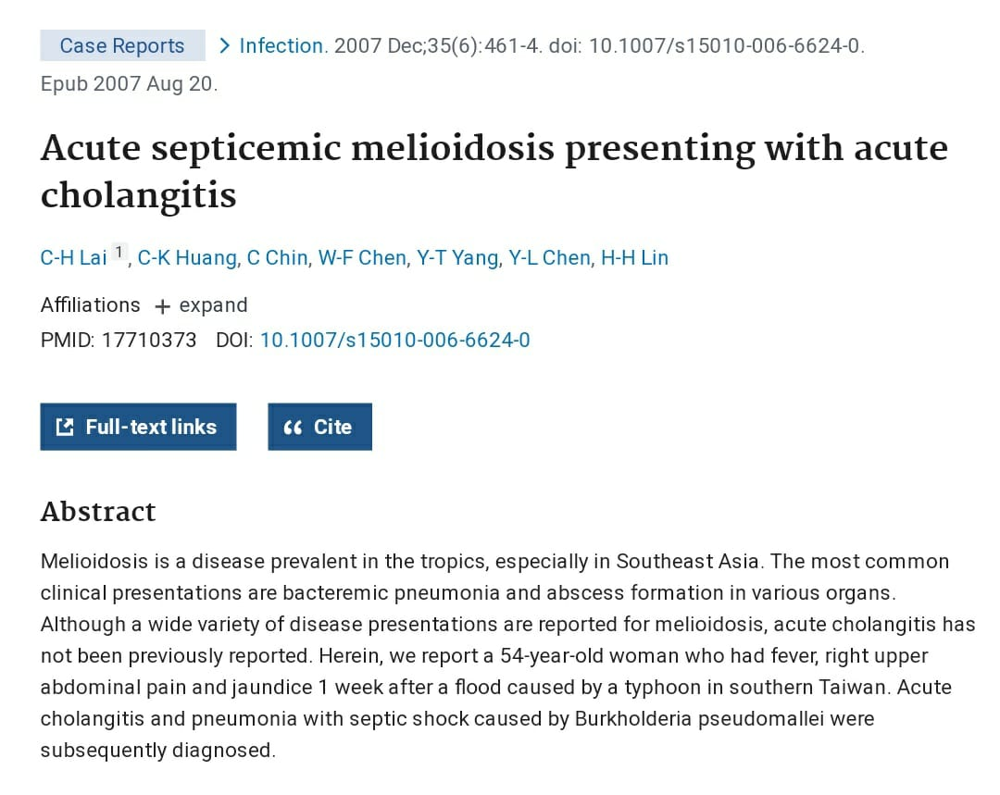 Case Reports > Infection. 2007 Dec;35(6):461-4. doi: 10.1007/s15010-006-6624-0.
Epub 2007 Aug 20.
Acute septicemic melioidosis presenting with acute
cholangitis
C-H Lai 1, C-K Huang, C Chin, W-F Chen, Y-T Yang, Y-L Chen, H-H Lin
Affiliations + expand
PMID: 17710373 DOI: 10.1007/s15010-006-6624-0
Full-text links Cite
Abstract
Melioidosis is a disease prevalent in the tropics, especially in Southeast Asia. The most common
clinical presentations are bacteremic pneumonia and abscess formation in various organs.
Although a wide variety of disease presentations are reported for melioidosis, acute cholangitis has
not been previously reported. Herein, we report a 54-year-old woman who had fever, right upper
abdominal pain and jaundice 1 week after a flood caused by a typhoon in southern Taiwan. Acute
cholangitis and pneumonia with septic shock caused by Burkholderia pseudomallei were
subsequently diagnosed.